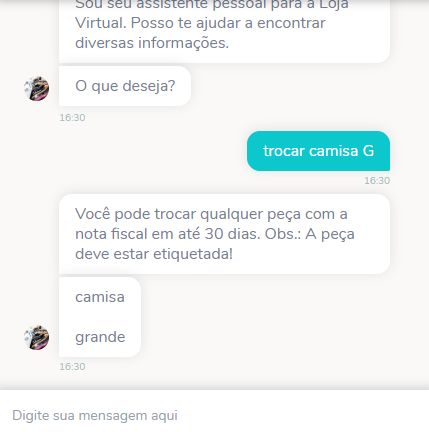 Sou seu assistente pessoal para a Loja
Virtual. Posso te ajudar a encontrar
diversas informações.
O que deseja?
16:30
trocar camisa G
16:30
Você pode trocar qualquer peça com a
nota fiscal em até 30 dias. Obs.: A peça
deve estar etiquetada!
camisa
grande
16:30
Digite sua mensagem aqui